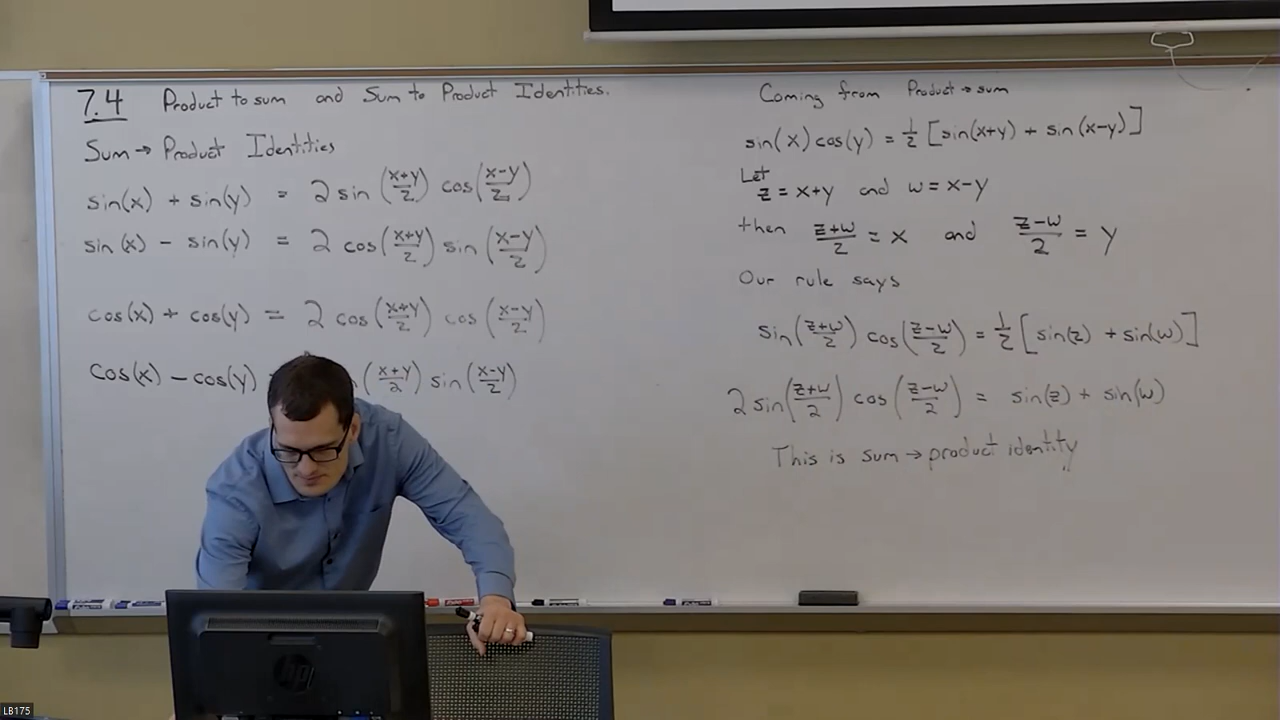 7.4 Product to sum and Sum to Product Identities.
Sum → Product Identities
sin(x) + sin(y) = 2 sin (x+y/2) cos(x-y/2)
sin(x) - sin(y) = 2 cos(x+y/2) sin (x-y/2)
cos(x) + cos(y) = 2 cos(x+y/2) cos (x-y/2)
cos(x) - cos(y) (x+y/2) sin(x-y/2)
Coming from Product → sum
sin(x) cos(y) = 1/2 [sin(x+y) + sin(x-y)]
Let
z = x+y and w = x-y
then z+w/2 = x and z-w/2 = y
Our rule says
sin(z+w/2) cos(z-w/2) = 1/2 [sin(z) + sin(w)]
2 sin(z+w/2) cos(z-w/2) = sin(z) + sin(w)
This is sum → product identity
hp
LB175